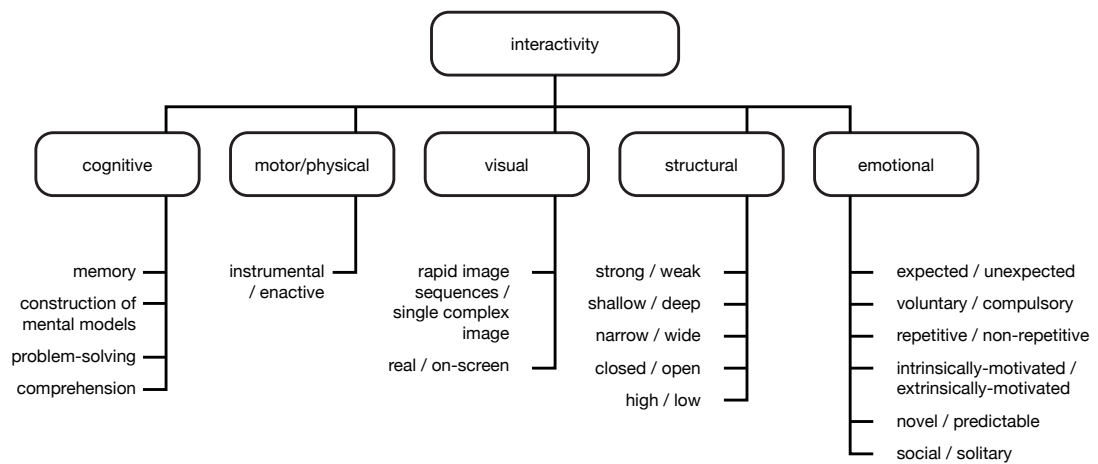 interactivity
cognitive
motor/physical
visual
structural
emotional
memory
construction of
mental models
problem-solving
comprehension
instrumental
/ enactive
rapid image
sequences /
single complex
image
real / on-screen
strong / weak
shallow / deep
narrow / wide
closed / open
high / low
expected / unexpected
voluntary / compulsory
repetitive / non-repetitive
intrinsically-motivated /
extrinsically-motivated
novel / predictable
social / solitary